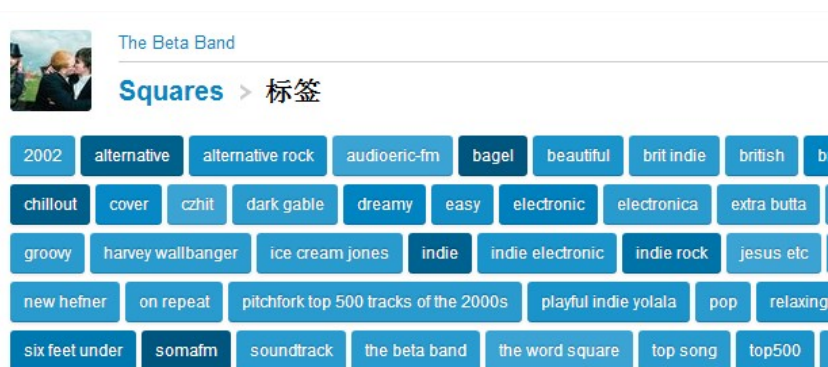 The Beta Band
Squares > 标签
2002 alternative alternative rock audioeric-fm bagel beautiful brit indie british
chillout cover czhit dark gable dreamy easy electronic electronica extra butta
groovy harvey wallbanger ice cream jones indie indie electronic indie rock jesus etc
new hefner on repeat pitchfork top 500 tracks of the 2000s playful indie yolala pop relaxing
six feet under somafm soundtrack the beta band the word square top song top500